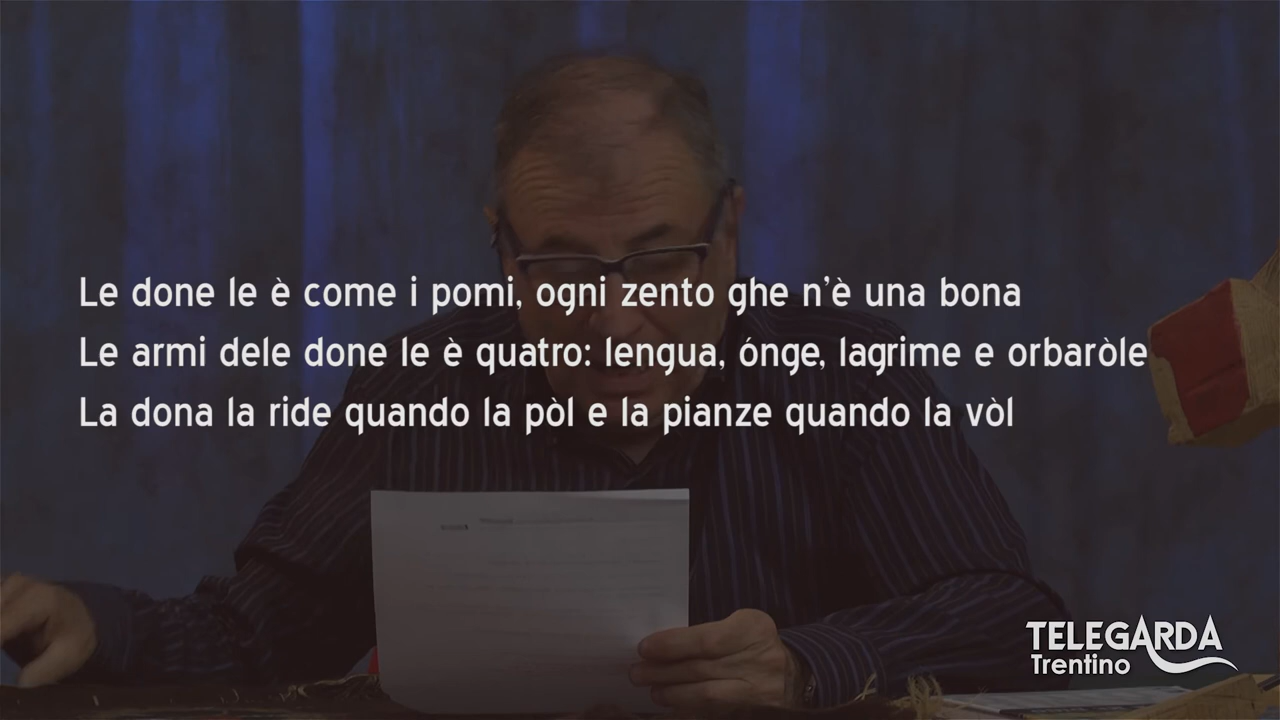 Le done le è come i pomi, ogni zento ghe n'è una bona
Le armi dele done le è quatro: lengua, ónge, lagrime e orbaròle
La dona la ride quando la pòl e la pianze quando la vòl
TELEGARDA
Trentino